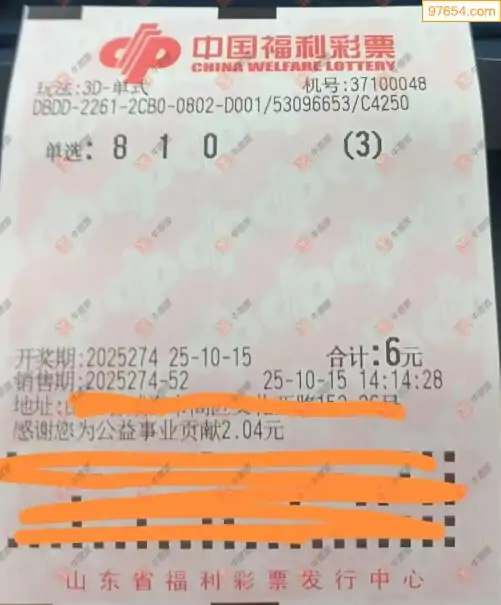 97654.com
中国福利彩票
CHINA WELFARE LOTTERY
玩法:3D-单式 机号:37100048
DBDD-2261-2CB0-0802-D001/53096653/C4250
单选: 8 1 0 (3)
开奖期:2025274 25-10-15 合计:6元
销售期:2025274-52 25-10-15 14:14:28
地址:
感谢您为公益事业贡献2.04元
山东省福利彩票发行中心